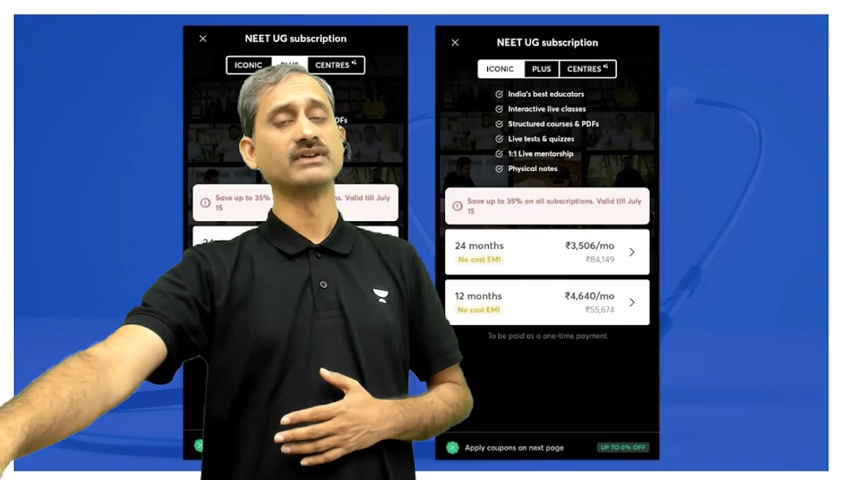 NEET UG subscription
ICONIC
CENTRES
PDFs
Save up to 35%
ns. Valid till July
15
NEET UG subscription
ICONIC PLUS CENTRES
India's best educators
Interactive live classes
Structured courses & PDFs
Live tests & quizzes
1:1 Live mentorship
Physical notes
Save up to 35% on all subscriptions. Valid till July
15
24 months ₹3,506/mo
No cost EMI ₹84,149
12 months ₹4,640/mo
No cost EMI ₹55,674
To be paid as a one-time payment
Apply coupons on next page UP TO 0% OFF